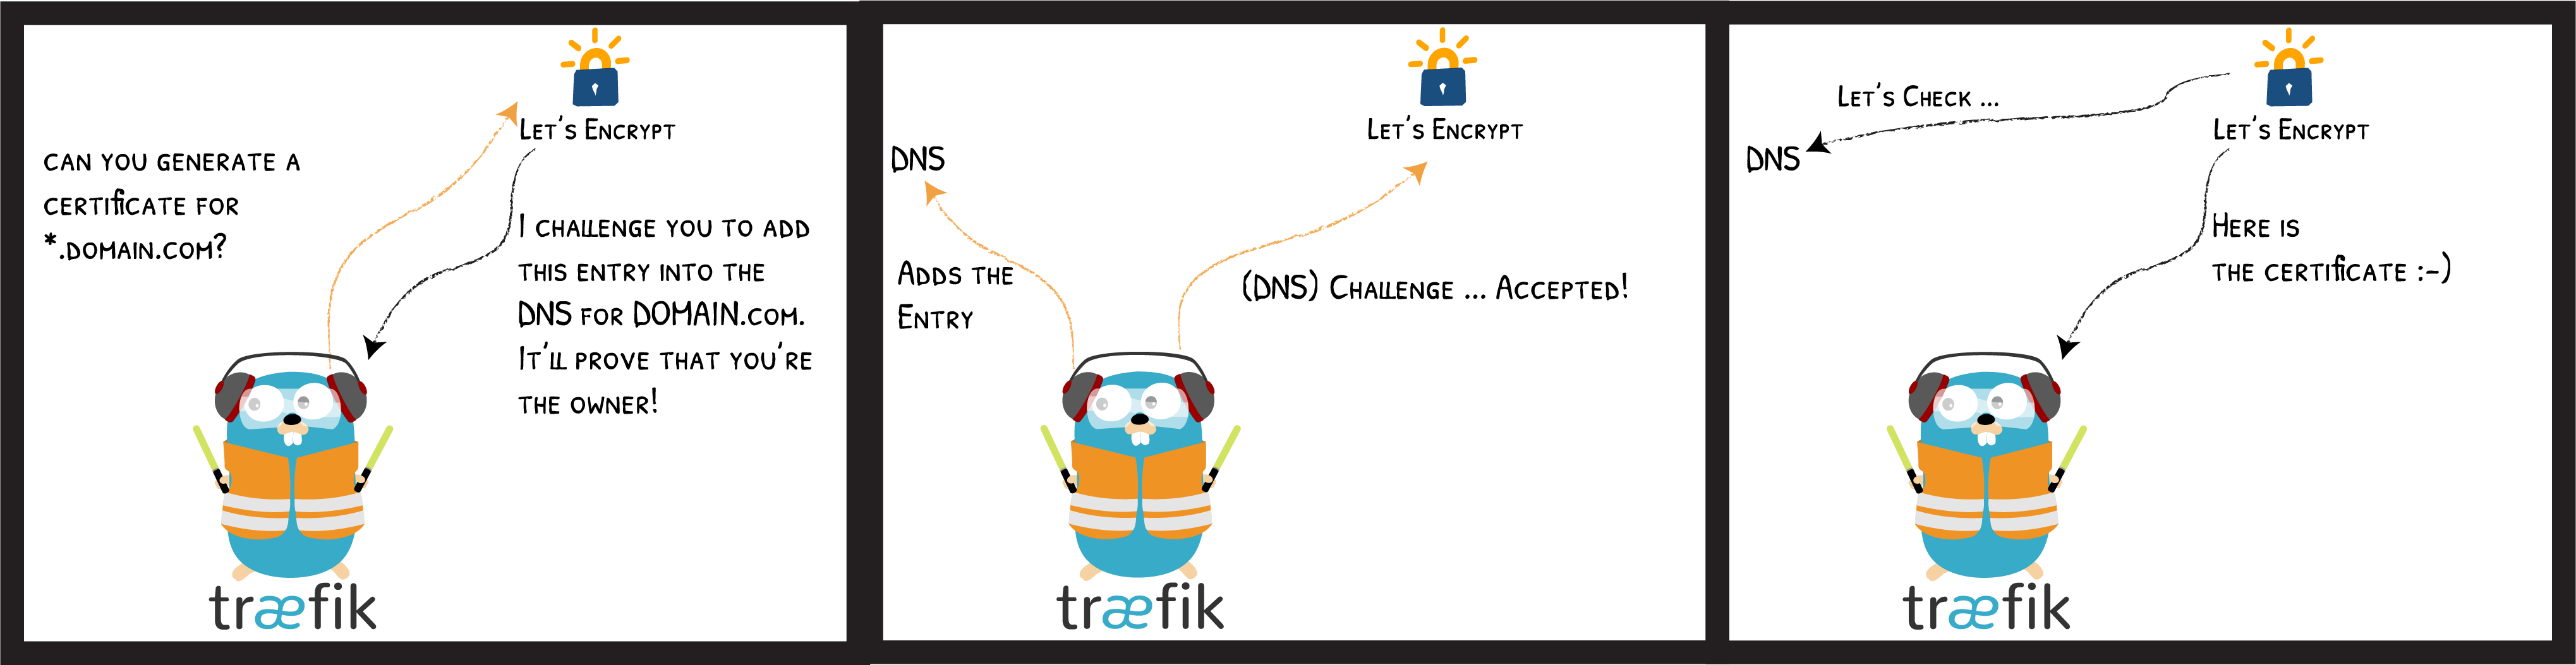 Let's Encrypt
can you generate a
certificate for
*.domain.com?
I challenge you to add
this entry into the
DNS for DOMAIN.com.
It'll prove that you're
the owner!
træfik
Let's Encrypt
DNS
Adds the
Entry
(DNS) Challenge ... Accepted!
træfik
Let's Check ...
Let's Encrypt
DNS
Here is
the certificate :-)
træfik